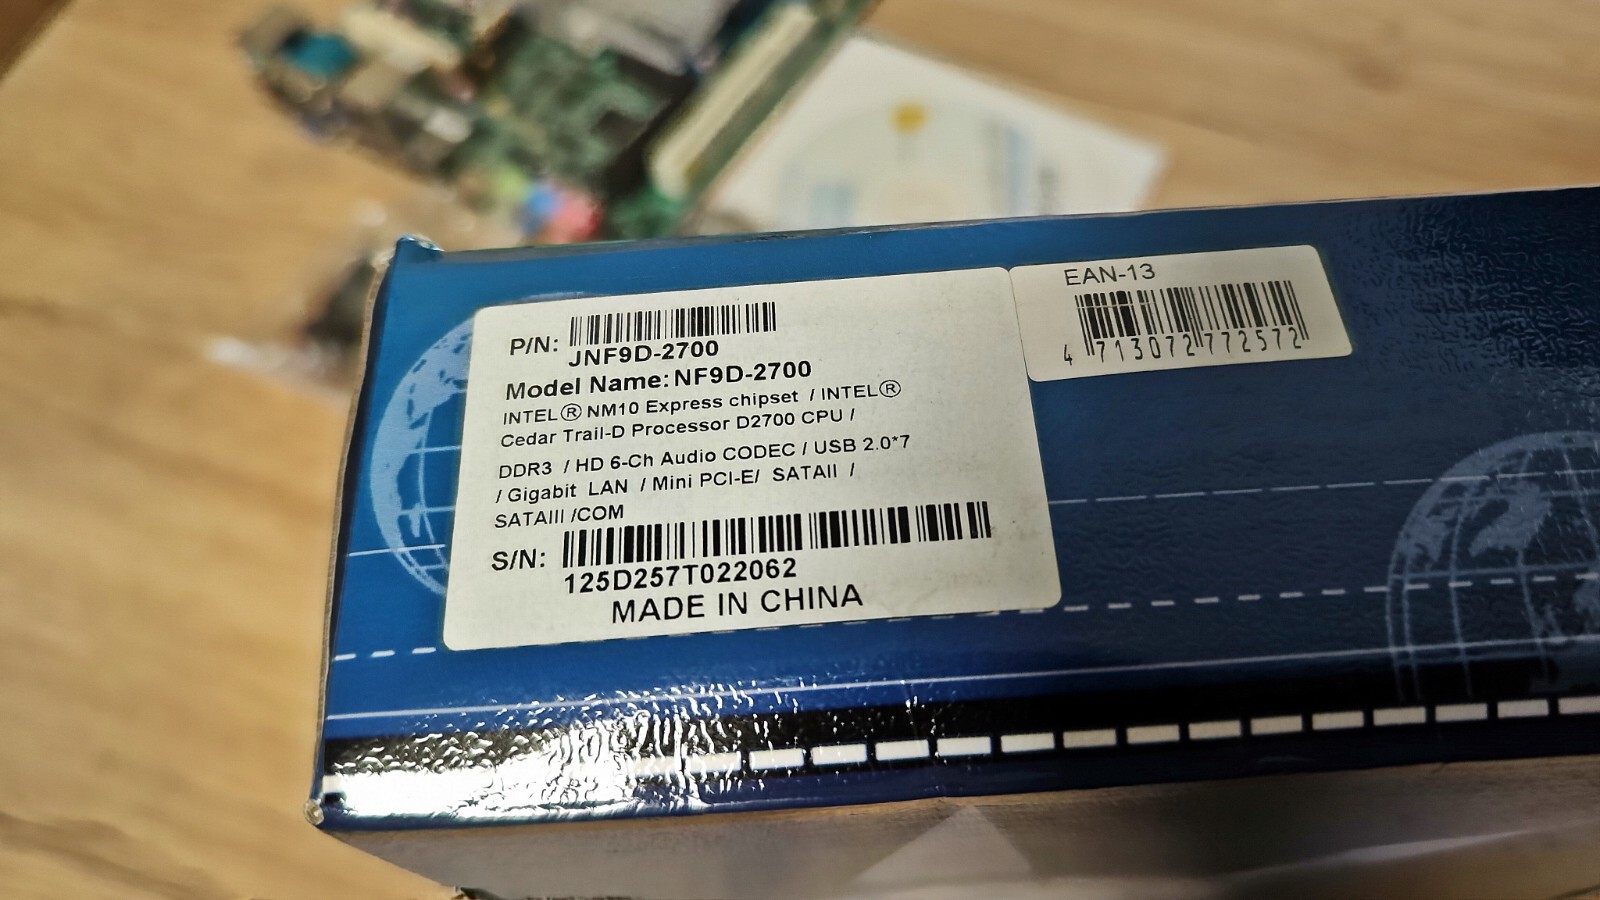 P/N:
JNF9D-2700
Model Name: NF9D-2700
INTEL® NM10 Express chipset / INTEL®
Cedar Trail-D Processor D2700 CPU /
DDR3 / HD 6-Ch Audio CODEC / USB 2.0*7
/ Gigabit LAN / Mini PCI-E/ SATAII /
SATAIII /COM
S/N:
125D257T022062
MADE IN CHINA
EAN-13
4 713072 772572